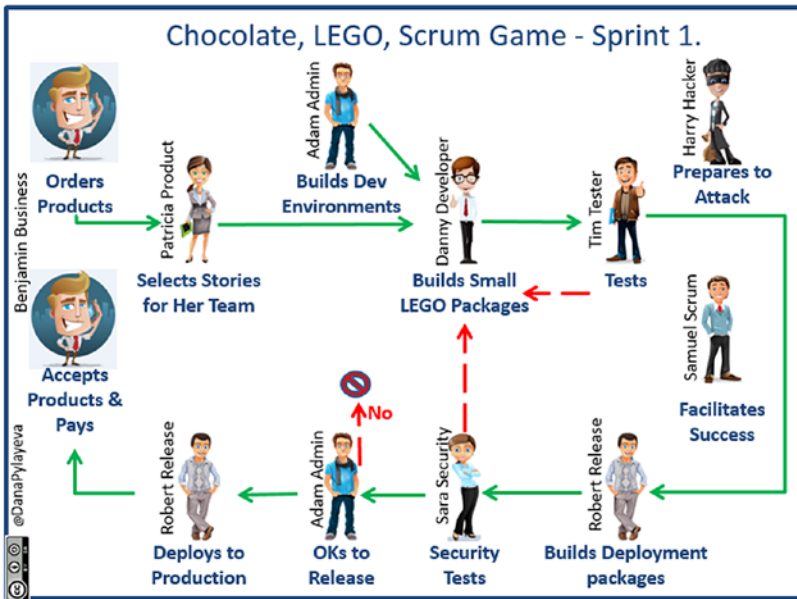 Chocolate, LEGO, Scrum Game - Sprint 1.
Benjamin Business
Orders
Products
Patricia Product
Selects Stories
for Her Team
Adam Admin
Builds Dev
Environments
Danny Developer
Builds Small
LEGO Packages
Tim Tester
Tests
Harry Hacker
Prepares to
Attack
Samuel Scrum
Facilitates
Success
Robert Release
Builds Deployment
packages
Sara Security
Security
Tests
No
Adam Admin
OKs to
Release
Robert Release
Deploys to
Production
Accepts
Products &
Pays
@DanaPylayeva